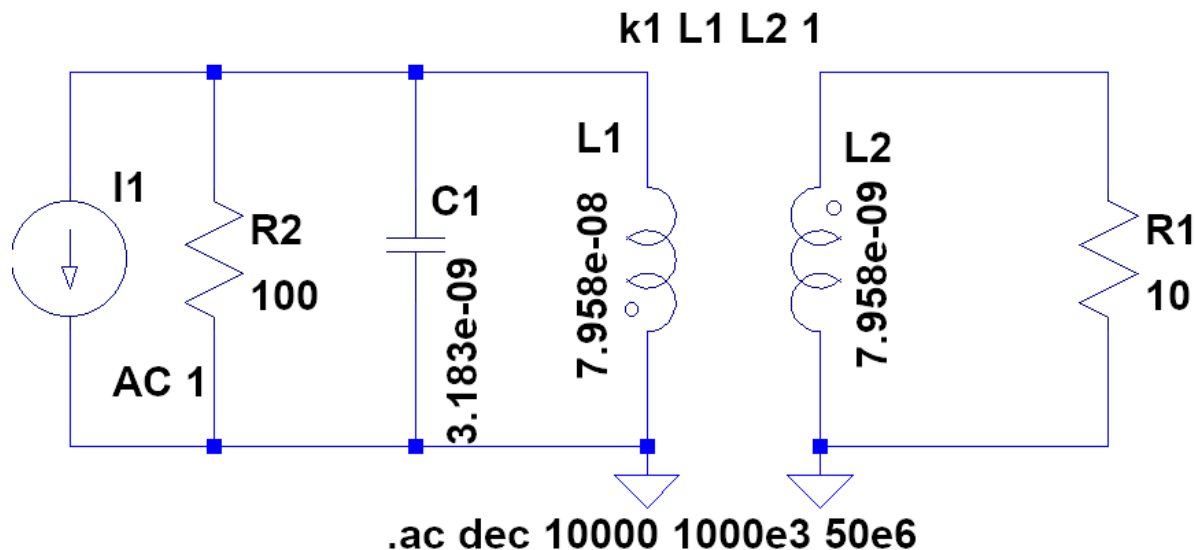 k1 L1 L2 1
I1
AC 1
R2
100
C1
3.183e-09
L1
7.958e-08
L2
7.958e-09
R1
10
.ac dec 10000 1000e3 50e6